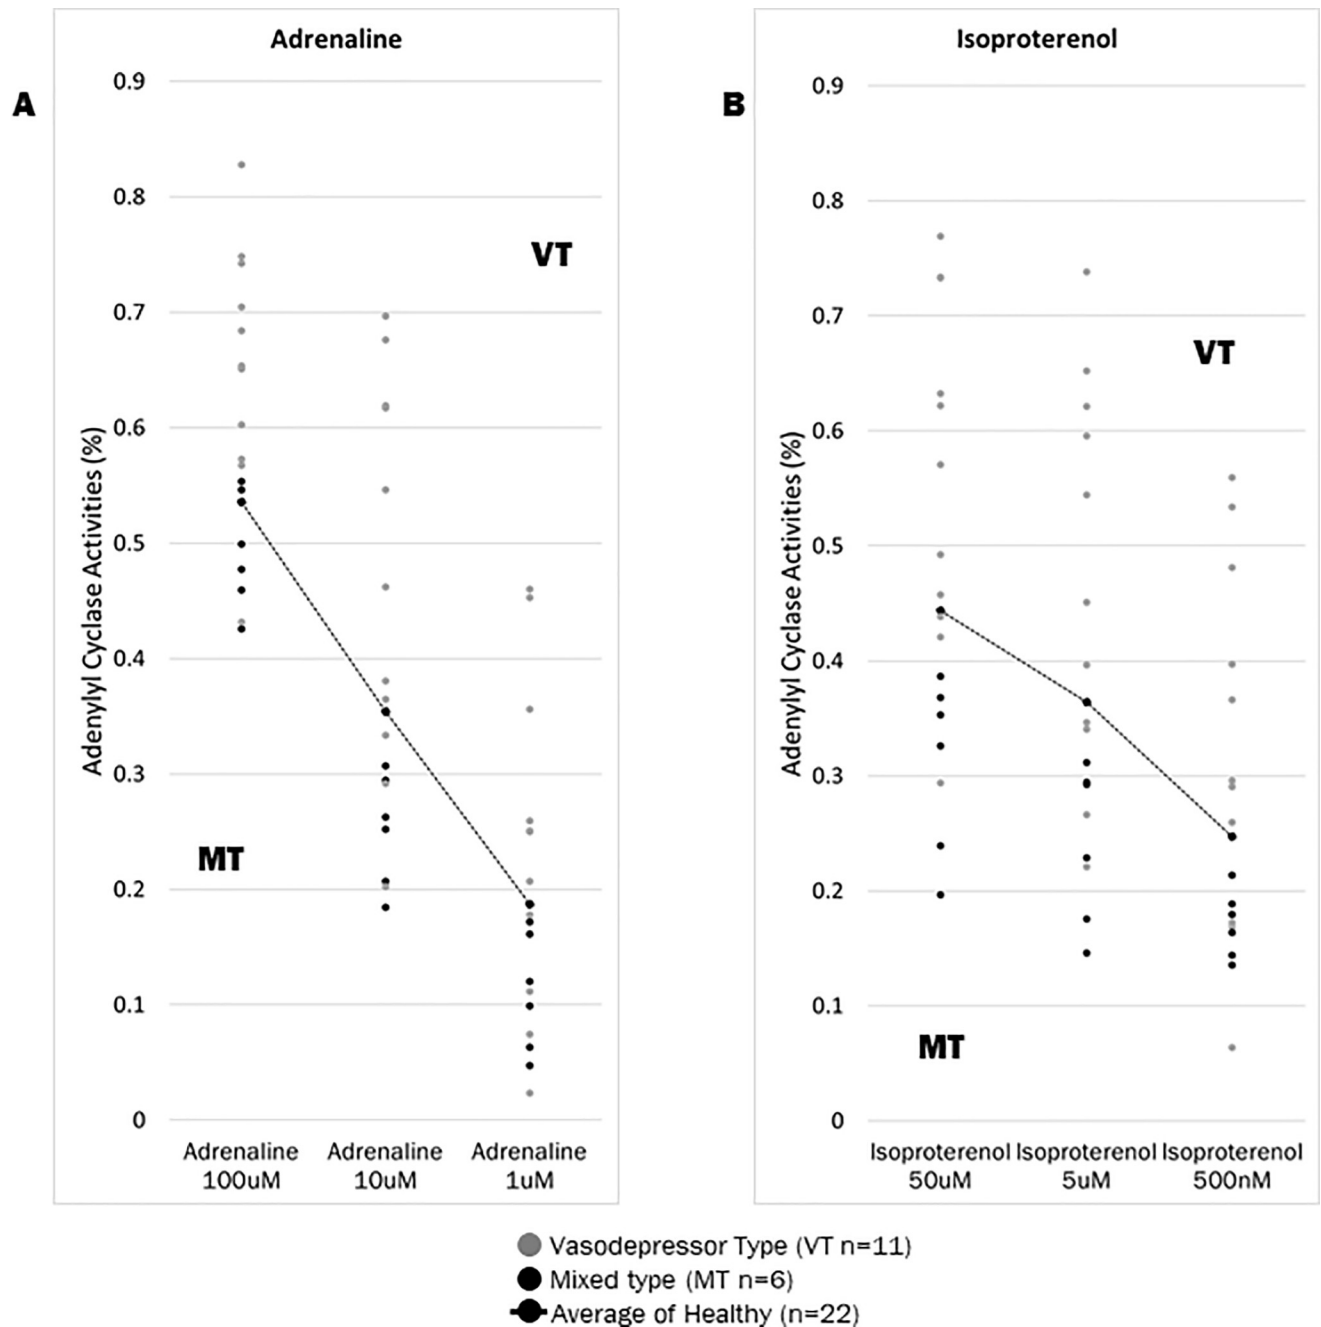 A
Adrenaline
Adenylyl Cyclase Activities (%)
0.9
0.8
0.7
0.6
0.5
0.4
0.3
0.2
0.1
0
VT
MT
Adrenaline
100uM
Adrenaline
10uM
Adrenaline
1uM
B
Isoproterenol
Adenylyl Cyclase Activities (%)
0.9
0.8
0.7
0.6
0.5
0.4
0.3
0.2
0.1
0
VT
MT
Isoproterenol
50uM
Isoproterenol
5uM
Isoproterenol
500nM
Vasodepressor Type (VT n=11)
Mixed type (MT n=6)
Average of Healthy (n=22)